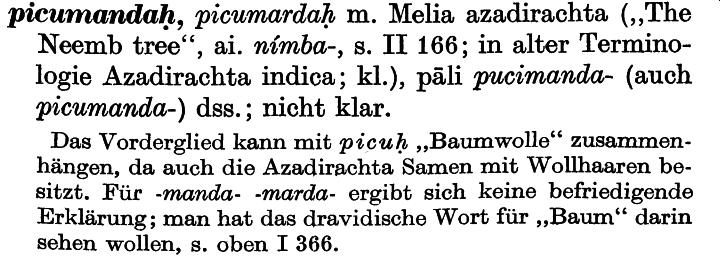 picumandaḥ, picumardaḥ m. Melia azadirachta (,,The
Neemb tree“, ai. nímba-, s. II 166; in alter Termino-
logie Azadirachta indica; kl.), pāli pucimanda- (auch
picumanda-) dss.; nicht klar.
Das Vorderglied kann mit picuḥ ,,Baumwolle“ zusammen-
hängen, da auch die Azadirachta Samen mit Wollhaaren be-
sitzt. Für -manda- -marda- ergibt sich keine befriedigende
Erklärung; man hat das dravidische Wort für ,,Baum“ darin
sehen wollen, s. oben I 366.